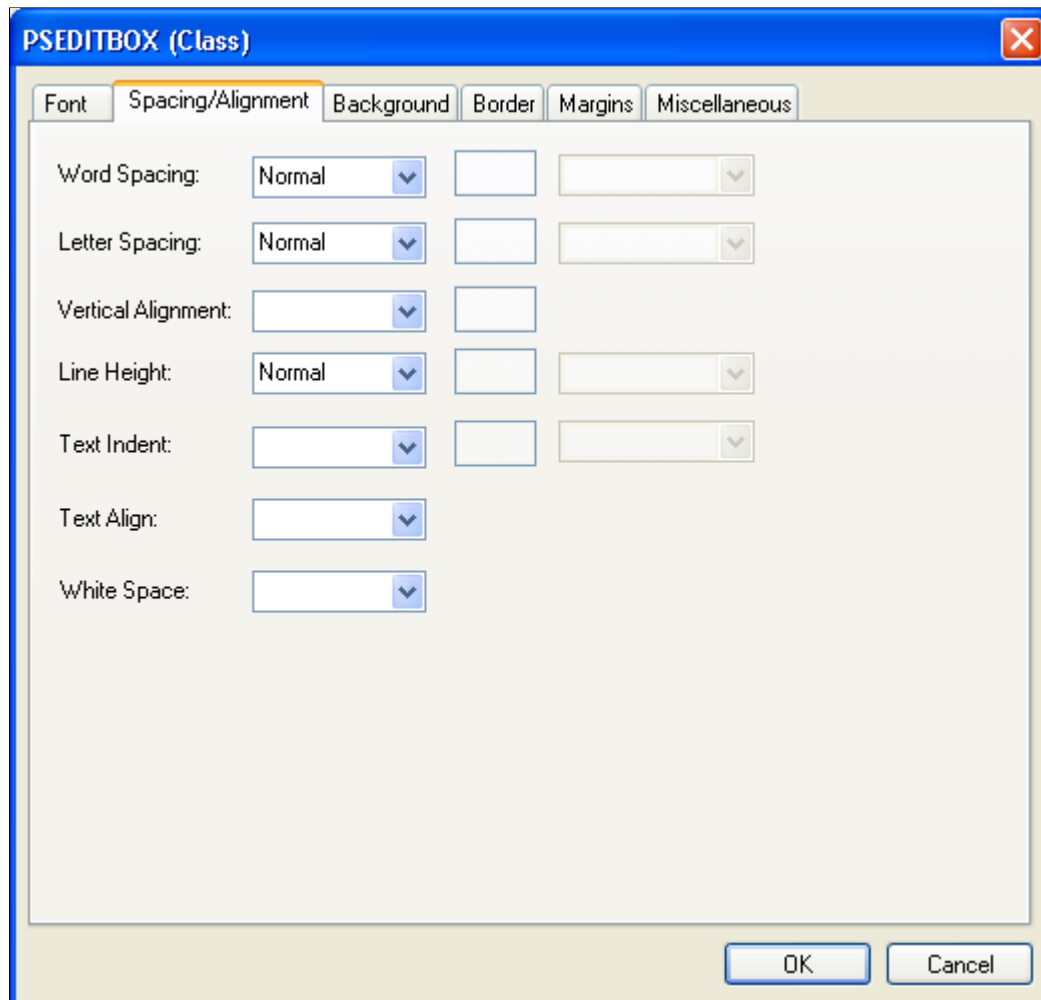 PSEDITBOX (Class)
Font Spacing/Alignment Background Border Margins Miscellaneous
Word Spacing: Normal
Letter Spacing: Normal
Vertical Alignment:
Line Height: Normal
Text Indent:
Text Align:
White Space:
OK Cancel